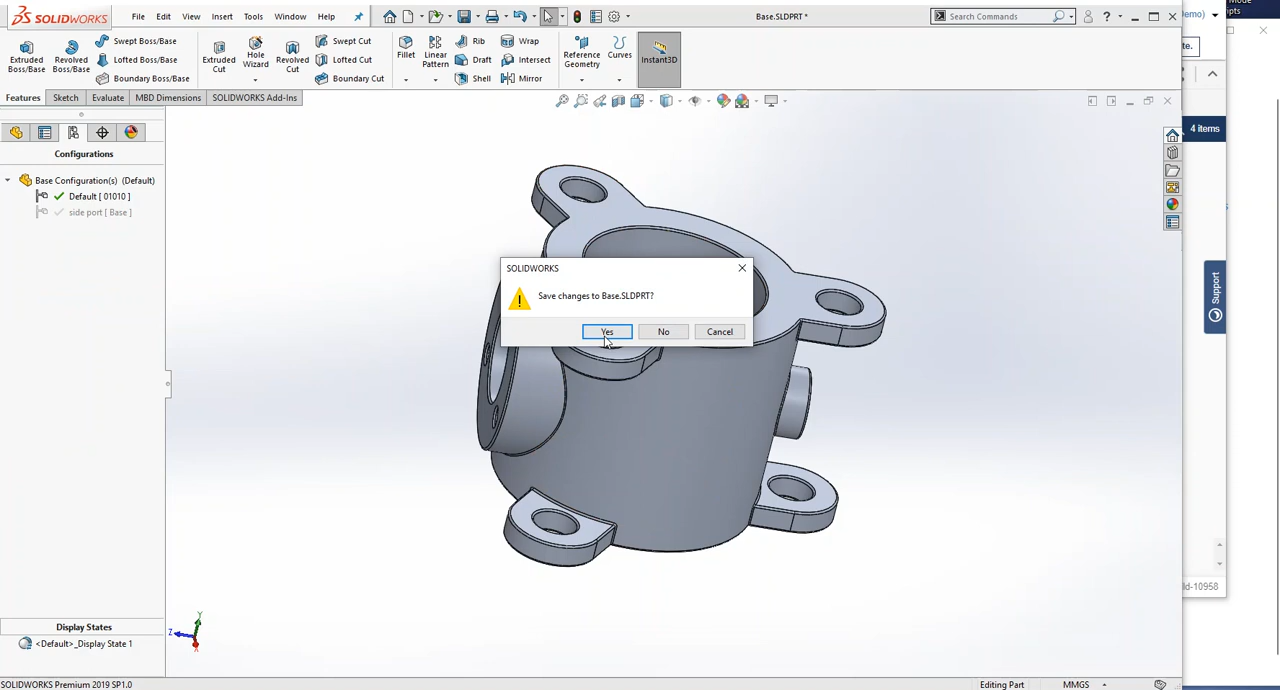 SOLIDWORKS File Edit View Insert Tools Window Help Base.SLDPRT * Search Commands
Extruded Boss/Base
Revolved Boss/Base
Swept Boss/Base
Lofted Boss/Base
Boundary Boss/Base
Extruded Cut
Hole Wizard
Revolved Cut
Swept Cut
Lofted Cut
Boundary Cut
Fillet
Linear Pattern
Rib
Draft
Shell
Wrap
Intersect
Mirror
Reference Geometry
Curves
Instant3D
Features Sketch Evaluate MBD Dimensions SOLIDWORKS Add-Ins
Configurations
Base Configuration(s) (Default)
Default [ 01010 ]
side port [ Base ]
SOLIDWORKS
Save changes to Base.SLDPRT?
Yes No Cancel
4 items
Support
Display States
<Default>_Display State 1
Z Y X
SOLIDWORKS Premium 2019 SP1.0
Editing Part MMGS